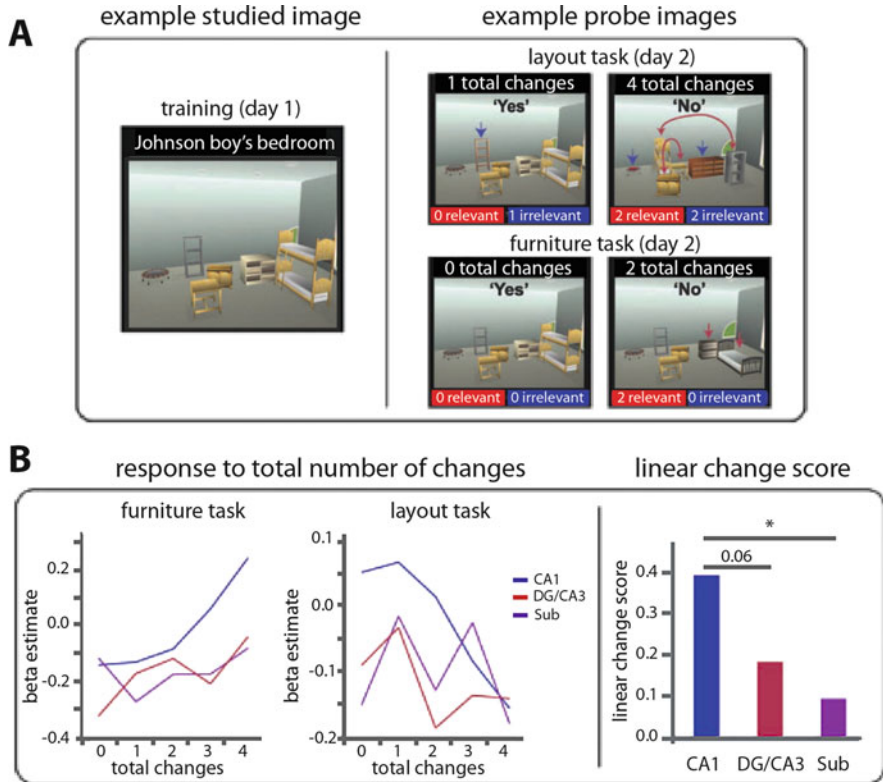 example studied image
example probe images
A
layout task (day 2)
1 total changes
'Yes'
4 total changes
'No'
training (day 1)
Johnson boy's bedroom
0 relevant 1 irrelevant
2 relevant 2 irrelevant
furniture task (day 2)
0 total changes
'Yes'
2 total changes
'No'
0 relevant 0 irrelevant
2 relevant 0 irrelevant
B
response to total number of changes
linear change score
furniture task
layout task
beta estimate
0.2
0.0
-0.2
-0.4
0 1 2 3 4
total changes
beta estimate
0.1
0.0
-0.1
-0.2
0 1 2 3 4
total changes
CA1
DG/CA3
Sub
linear change score
0.4
0.3
0.2
0.1
0.0
*
0.06
CA1 DG/CA3 Sub